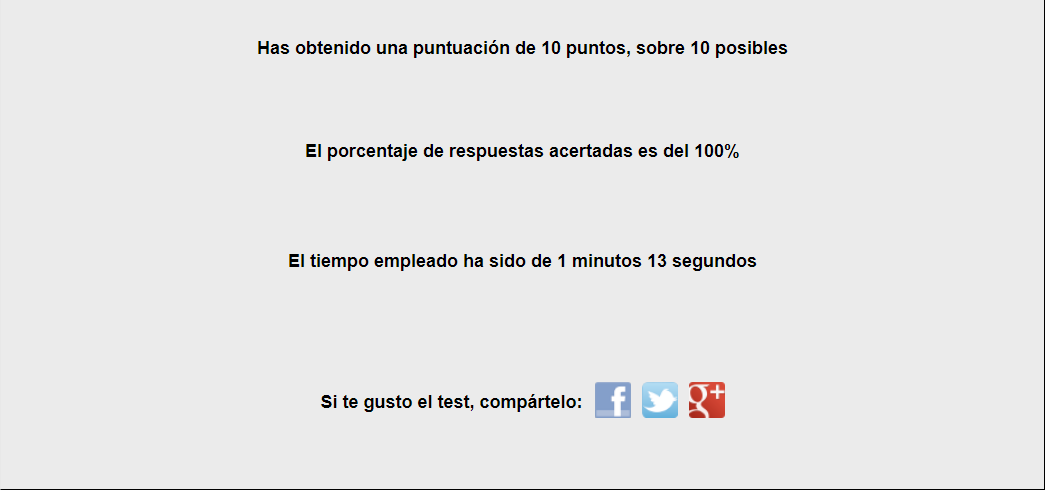 Has obtenido una puntuación de 10 puntos, sobre 10 posibles
El porcentaje de respuestas acertadas es del 100%
El tiempo empleado ha sido de 1 minutos 13 segundos
Si te gusto el test, compártelo: f g+